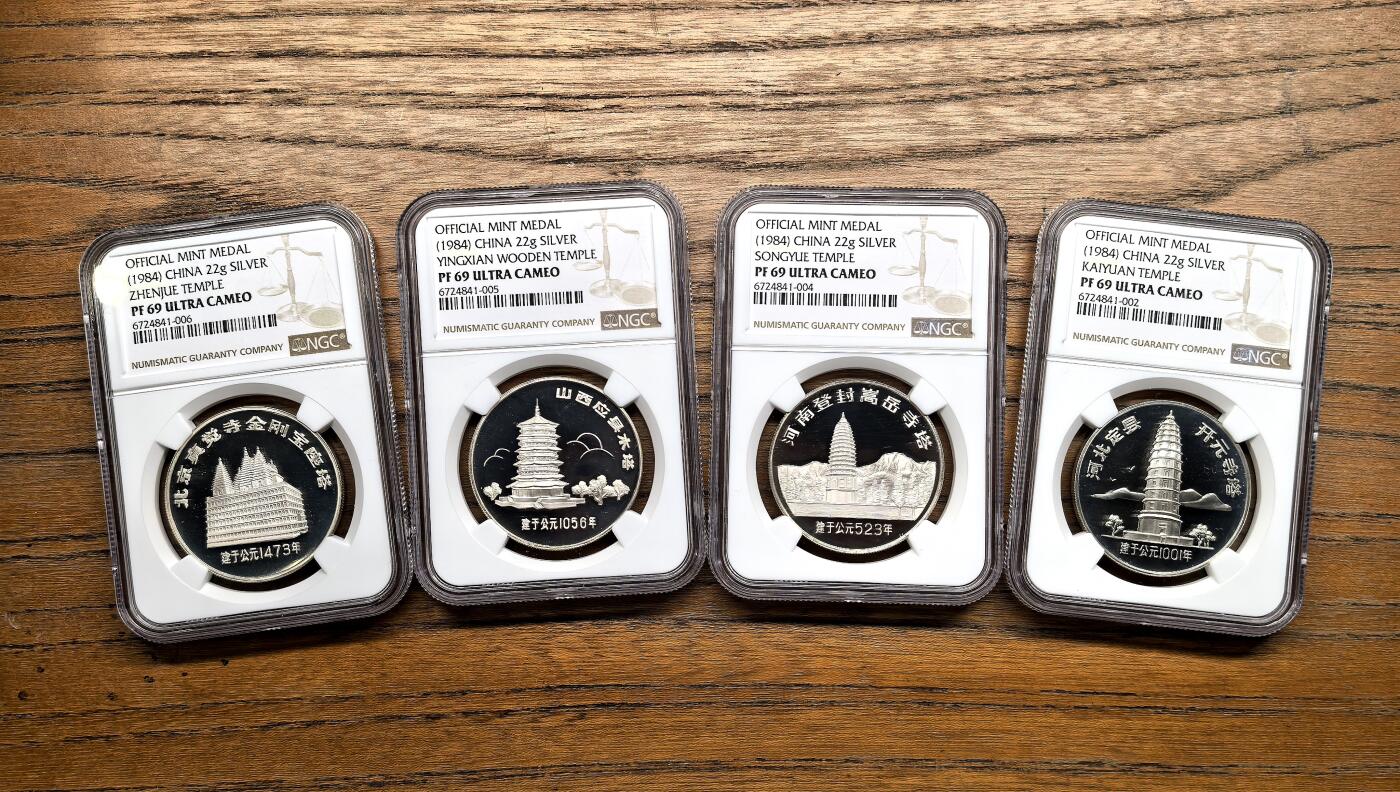 OFFICIAL MINT MEDAL
(1984) CHINA 22g SILVER
ZHENJUE TEMPLE
PF 69 ULTRA CAMEO
6724841-006
NUMISMATIC GUARANTY COMPANY NGC®
北京真觉寺金刚宝座塔
建于公元1473年
OFFICIAL MINT MEDAL
(1984) CHINA 22g SILVER
YINGXIAN WOODEN TEMPLE
PF 69 ULTRA CAMEO
6724841-005
NUMISMATIC GUARANTY COMPANY NGC®
山西应县木塔
建于公元1056年
OFFICIAL MINT MEDAL
(1984) CHINA 22g SILVER
SONGYUE TEMPLE
PF 69 ULTRA CAMEO
6724841-004
NUMISMATIC GUARANTY COMPANY NGC®
河南登封嵩岳寺塔
建于公元523年
OFFICIAL MINT MEDAL
(1984) CHINA 22g SILVER
KAIYUAN TEMPLE
PF 69 ULTRA CAMEO
6724841-002
NUMISMATIC GUARANTY COMPANY NGC®
河北定县
开元寺塔
建于公元1001年